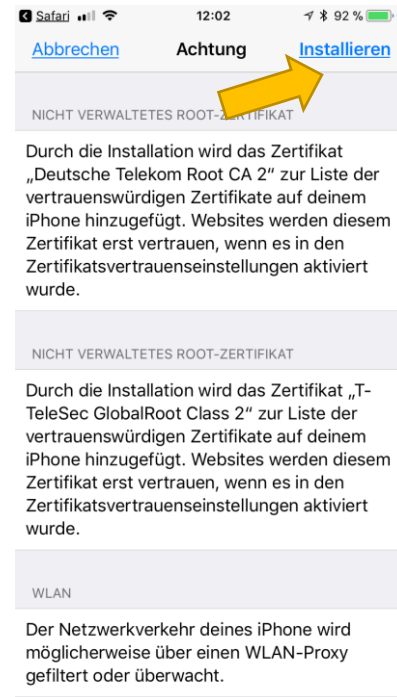 Safari 12:02 92 %
Abbrechen Achtung Installieren
NICHT VERWALTETES ROOT-ZERTIFIKAT
Durch die Installation wird das Zertifikat
„Deutsche Telekom Root CA 2“ zur Liste der
vertrauenswürdigen Zertifikate auf deinem
iPhone hinzugefügt. Websites werden diesem
Zertifikat erst vertrauen, wenn es in den
Zertifikatsvertrauenseinstellungen aktiviert
wurde.
NICHT VERWALTETES ROOT-ZERTIFIKAT
Durch die Installation wird das Zertifikat „T-
TeleSec GlobalRoot Class 2“ zur Liste der
vertrauenswürdigen Zertifikate auf deinem
iPhone hinzugefügt. Websites werden diesem
Zertifikat erst vertrauen, wenn es in den
Zertifikatsvertrauenseinstellungen aktiviert
wurde.
WLAN
Der Netzwerkverkehr deines iPhone wird
möglicherweise über einen WLAN-Proxy
gefiltert oder überwacht.